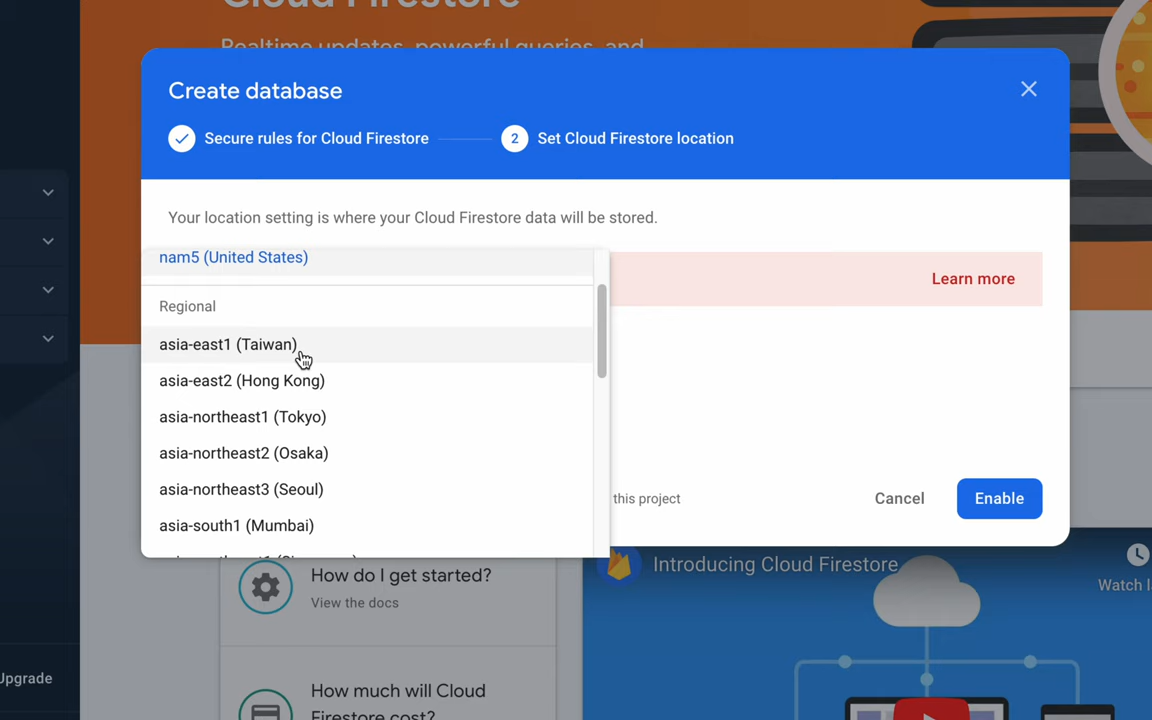 Cloud Firestore
Realtime updates, powerful queries, and
Create database
Secure rules for Cloud Firestore
2
Set Cloud Firestore location
Your location setting is where your Cloud Firestore data will be stored.
nam5 (United States)
Learn more
Regional
asia-east1 (Taiwan)
asia-east2 (Hong Kong)
asia-northeast1 (Tokyo)
asia-northeast2 (Osaka)
asia-northeast3 (Seoul)
this project
Cancel
Enable
asia-south1 (Mumbai)
Introducing Cloud Firestore
How do I get started?
View the docs
Watch
Upgrade
How much will Cloud
Firestore cost?